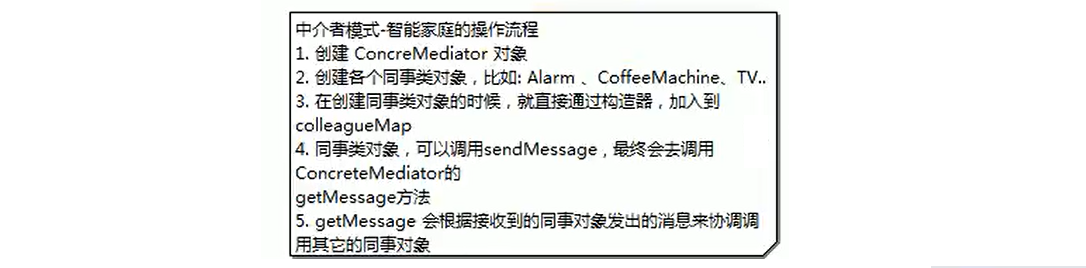 中介者模式-智能家庭的操作流程
1. 创建 ConcreMediator 对象
2. 创建各个同事类对象，比如: Alarm 、CoffeeMachine、TV..
3. 在创建同事类对象的时候，就直接通过构造器，加入到
colleagueMap
4. 同事类对象，可以调用sendMessage，最终会去调用
ConcreteMediator的
getMessage方法
5. getMessage 会根据接收到的同事对象发出的消息来协调调
用其它的同事对象